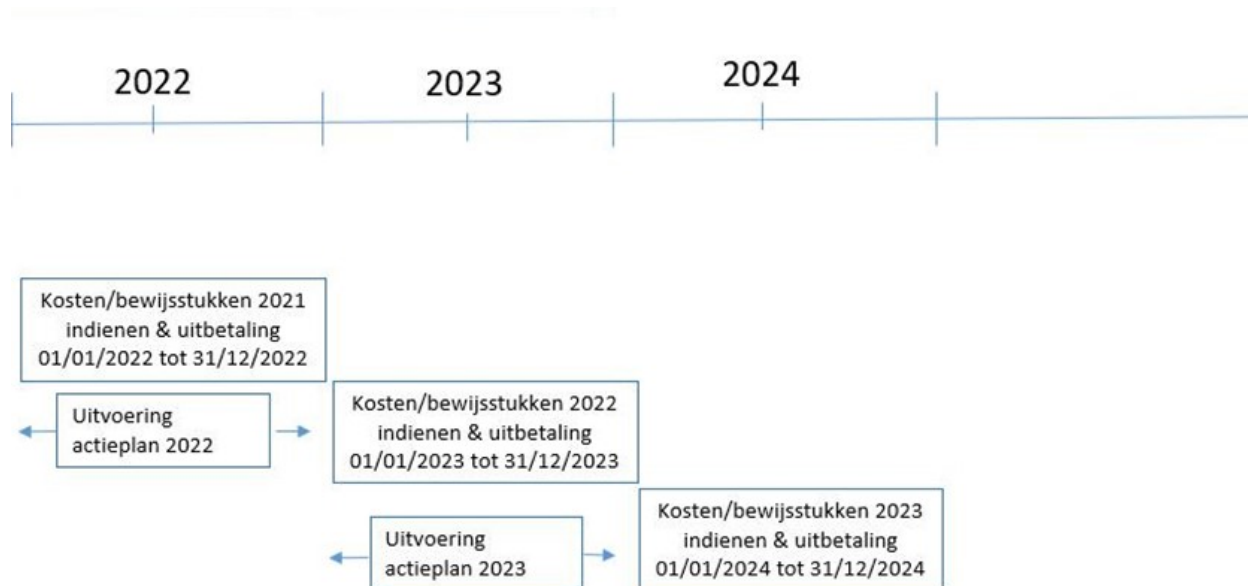 2022
2023
2024
Kosten/bewijsstukken 2021
indienen & uitbetaling
01/01/2022 tot 31/12/2022
Uitvoering
actieplan 2022
Kosten/bewijsstukken 2022
indienen & uitbetaling
01/01/2023 tot 31/12/2023
Uitvoering
actieplan 2023
Kosten/bewijsstukken 2023
indienen & uitbetaling
01/01/2024 tot 31/12/2024